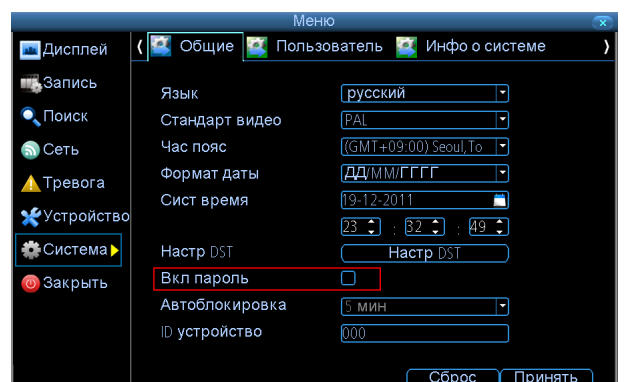 Меню
Дисплей
Запись
Поиск
Сеть
Тревога
Устройство
Система
Закрыть
Общие Пользователь Инфо о системе
Язык русский
Стандарт видео PAL
Час пояс (GMT+09:00) Seoul,To
Формат даты ДД/ММ/ГГГГ
Сист время 19-12-2011
23 : 32 : 49
Настр DST Настр DST
Вкл пароль
Автоблокировка 5 мин
ID устройство 000
Сброс Принять